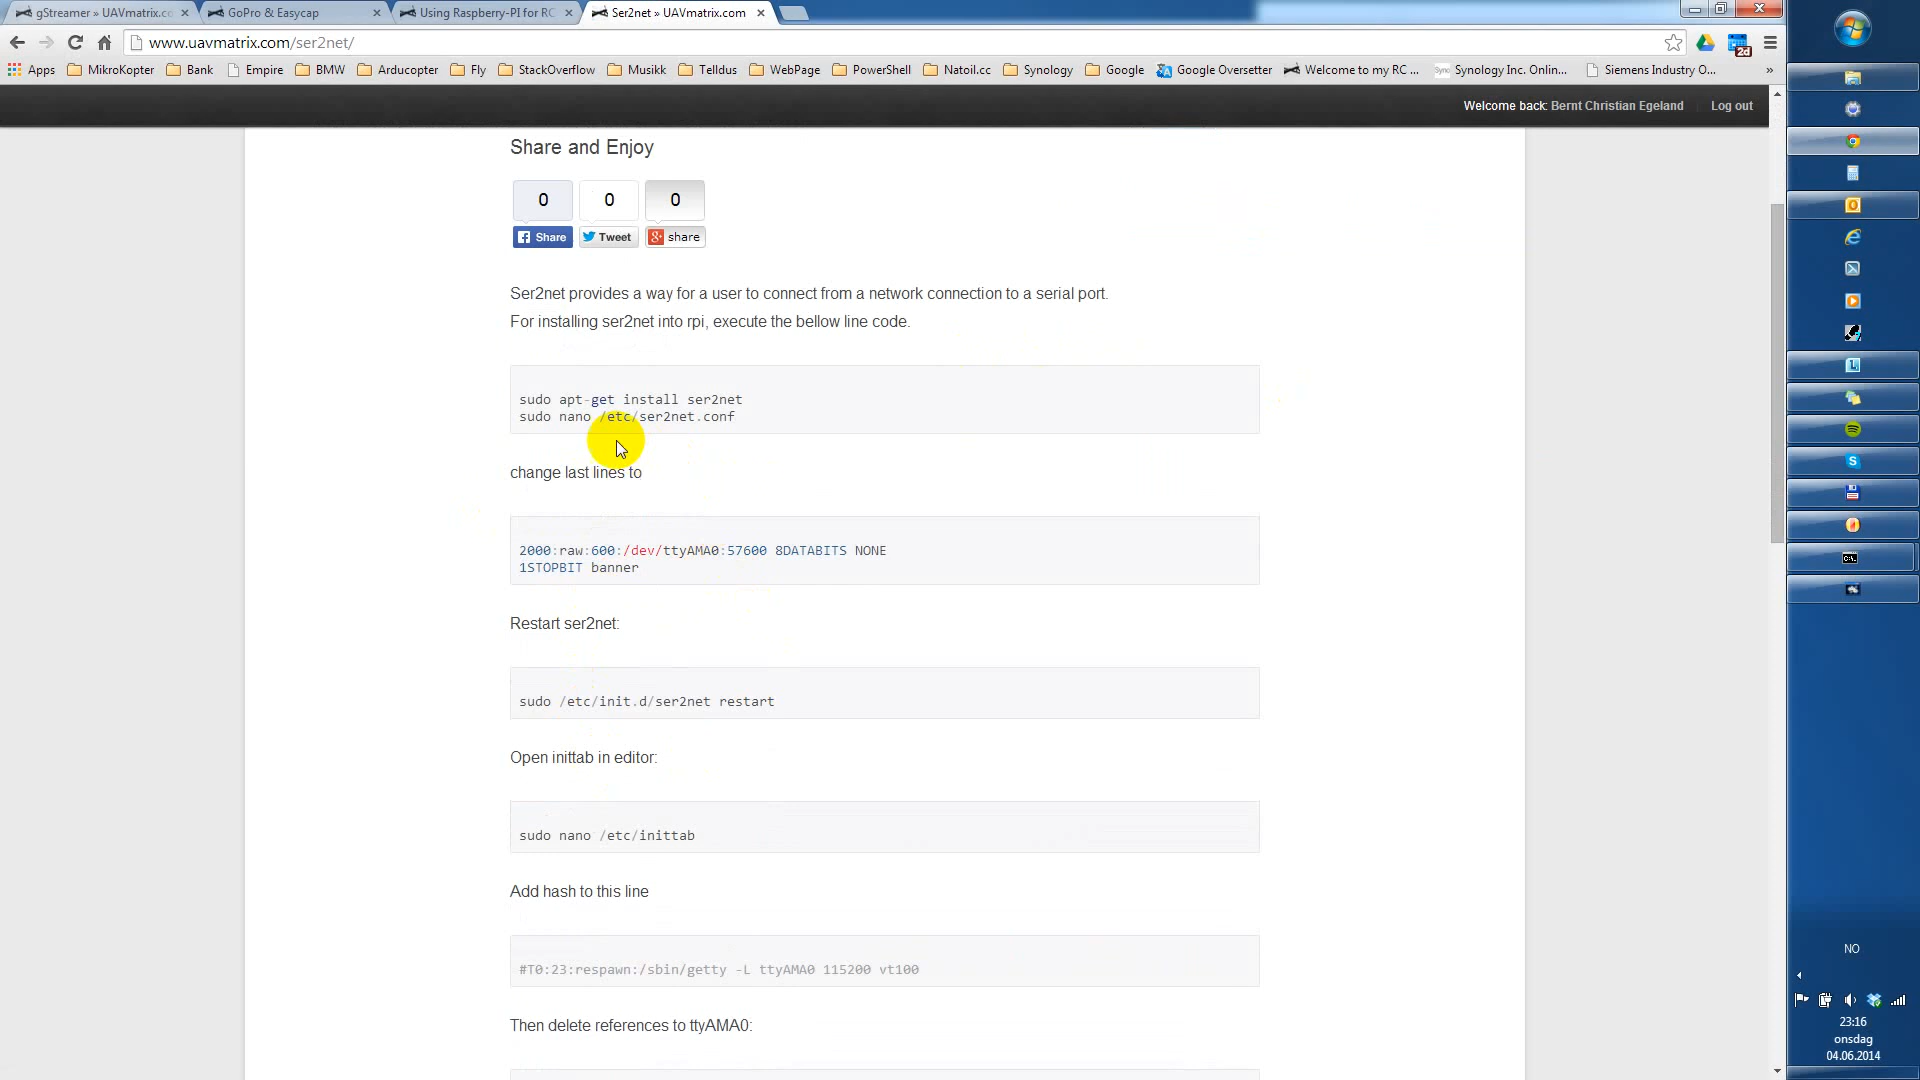 gStreamer » UAVmatrix.co
GoPro & Easycap
Using Raspberry-PI for RC
Ser2net » UAVmatrix.com
www.uavmatrix.com/ser2net/
Apps
MikroKopter
Bank
Empire
BMW
Arducopter
Fly
StackOverflow
Musikk
Telldus
WebPage
PowerShell
Natoil.cc
Synology
Google
Google Oversetter
Welcome to my RC ...
Synology Inc. Onlin...
Siemens Industry O...
»
Welcome back: Bernt Christian Egeland
Log out
Share and Enjoy
0 0 0
Share Tweet share
Ser2net provides a way for a user to connect from a network connection to a serial port.
For installing ser2net into rpi, execute the bellow line code.
sudo apt-get install ser2net
sudo nano /etc/ser2net.conf
change last lines to
2000:raw:600:/dev/ttyAMA0:57600 8DATABITS NONE
1STOPBIT banner
Restart ser2net:
sudo /etc/init.d/ser2net restart
Open inittab in editor:
sudo nano /etc/inittab
Add hash to this line
#T0:23:respawn:/sbin/getty -L ttyAMA0 115200 vt100
Then delete references to ttyAMA0:
NO
23:16
onsdag
04.06.2014